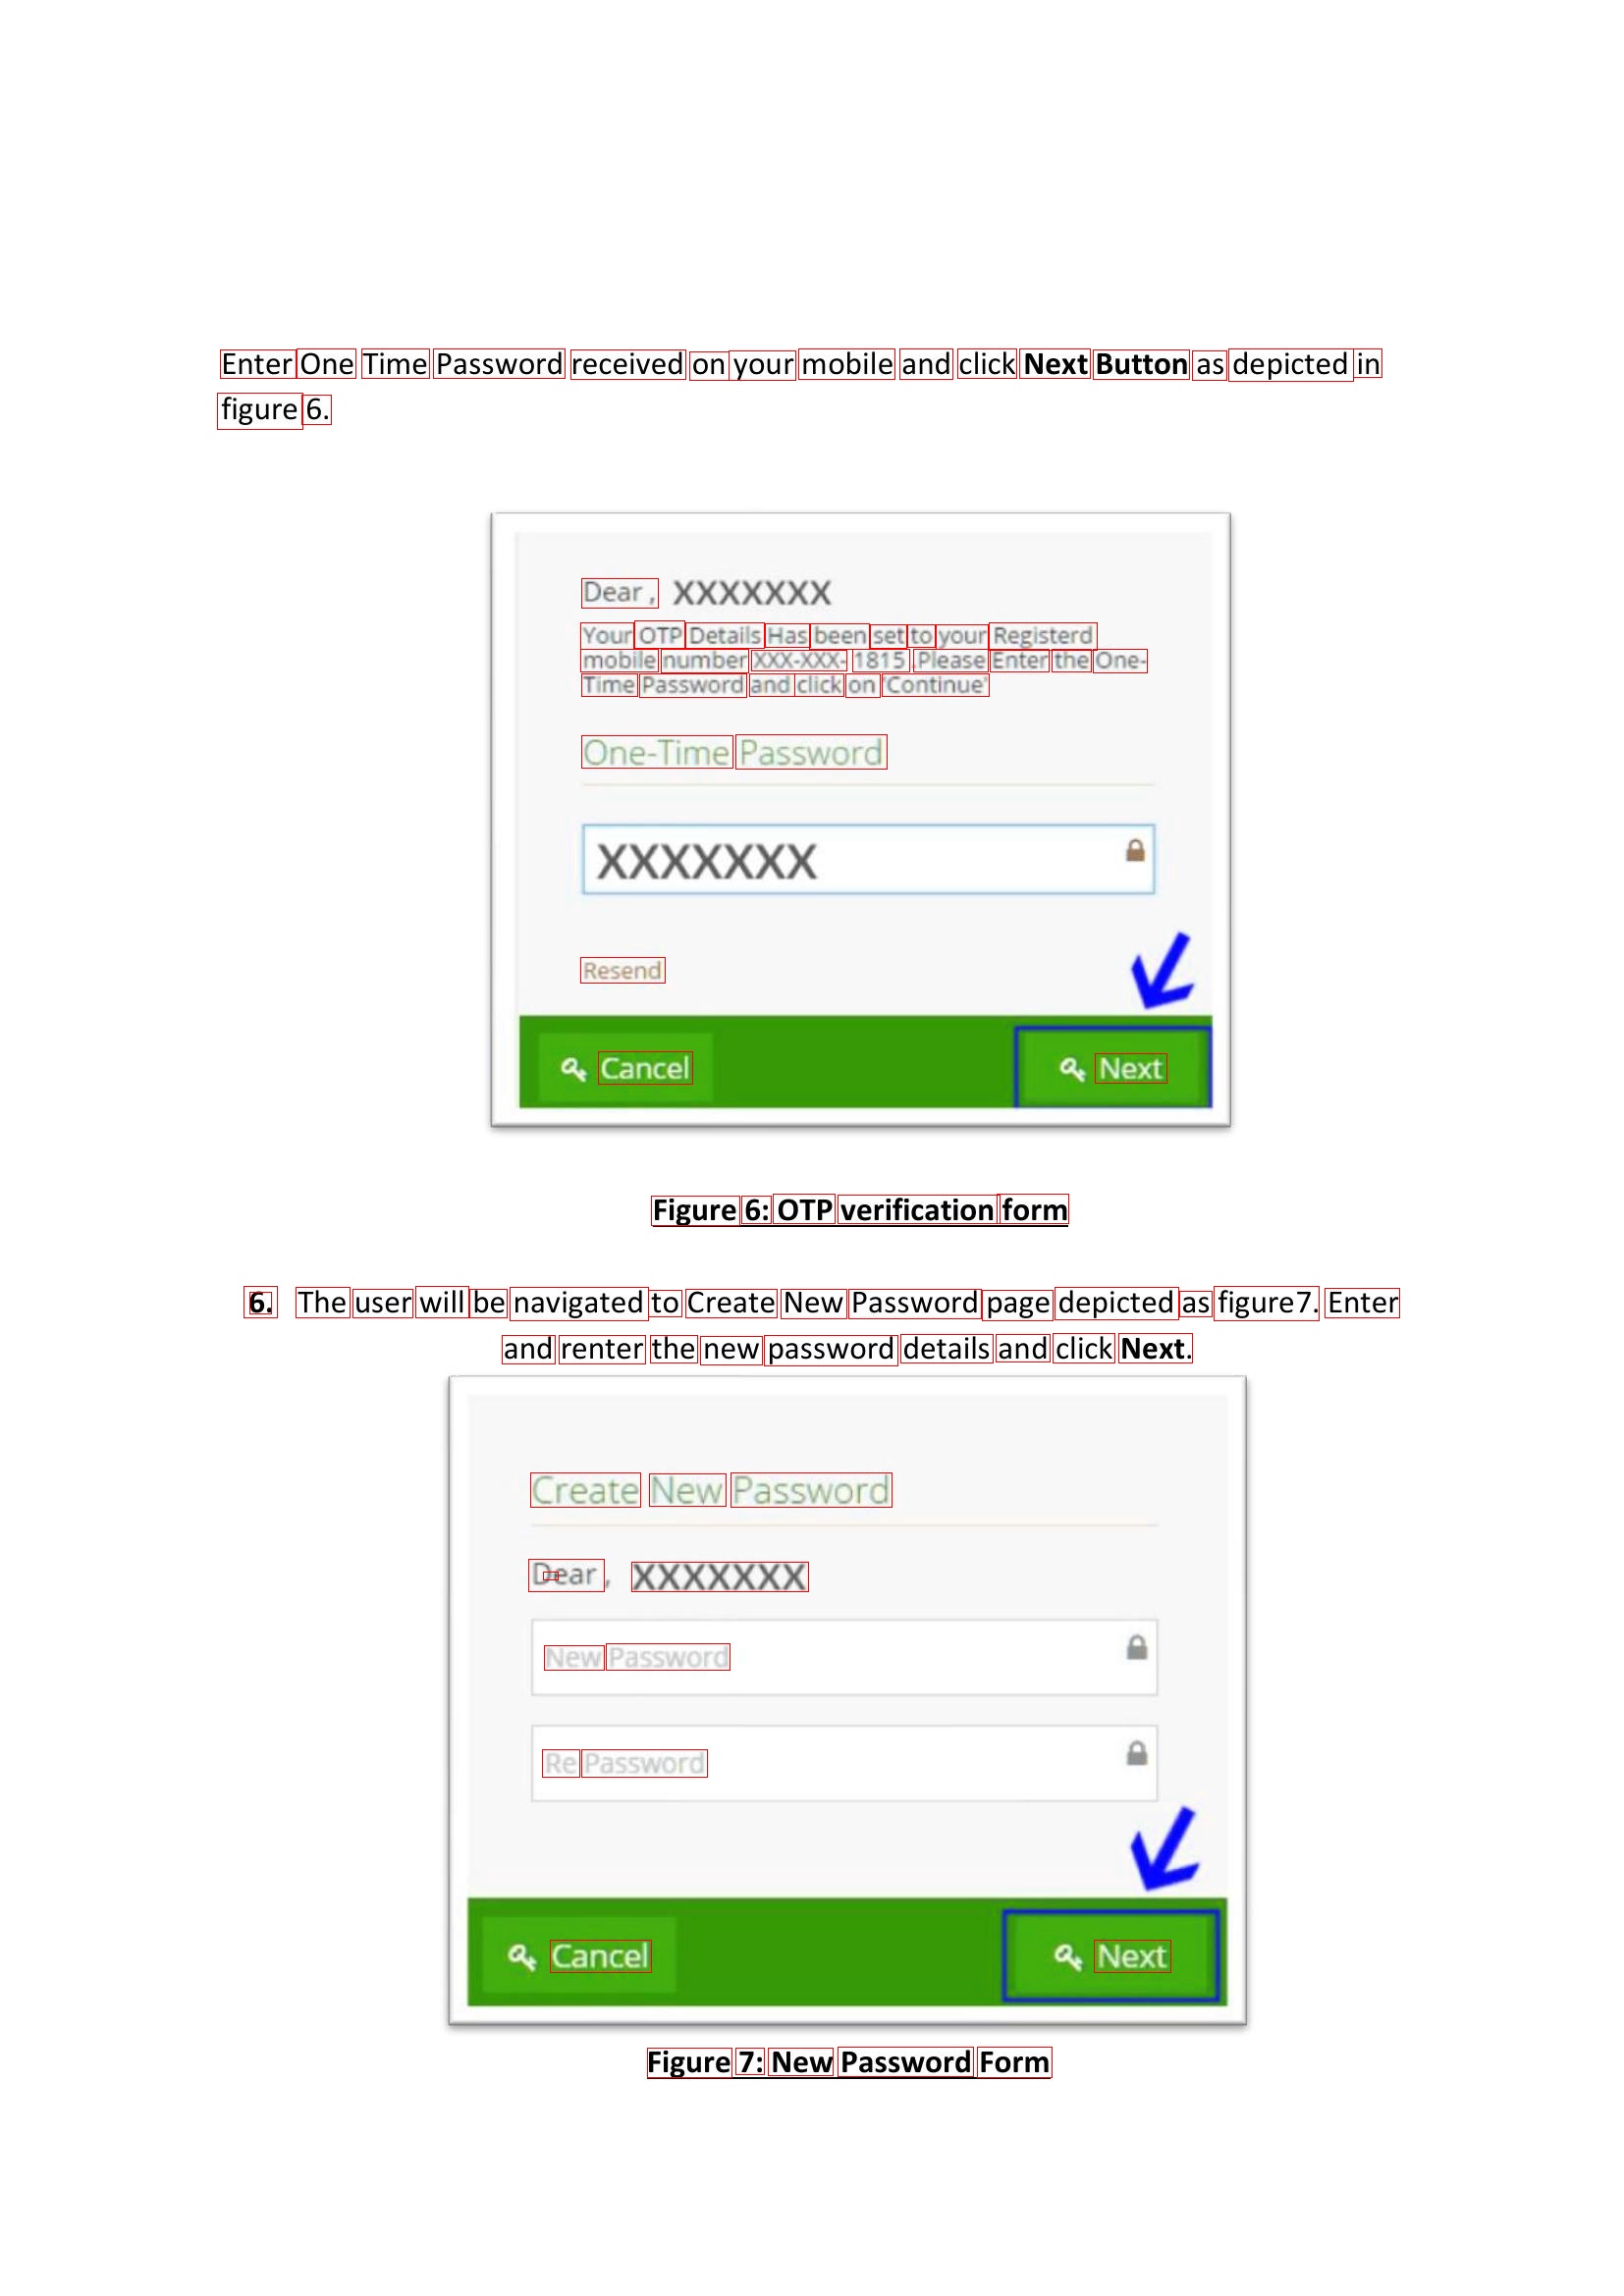 Enter One Time Password received on your mobile and click Next Button as depicted in
figure 6.
Dear , XXXXXXX
Your OTP Details Has been set to your Registerd
mobile number XXX-XXX- 1815 .Please Enter the One-
Time Password and click on 'Continue'
One-Time Password
XXXXXXX
Resend
Cancel Next
Figure 6: OTP verification form
6. The user will be navigated to Create New Password page depicted as figure7. Enter
and renter the new password details and click Next.
Create New Password
Dear , XXXXXXX
New Password
Re Password
Cancel Next
Figure 7: New Password Form